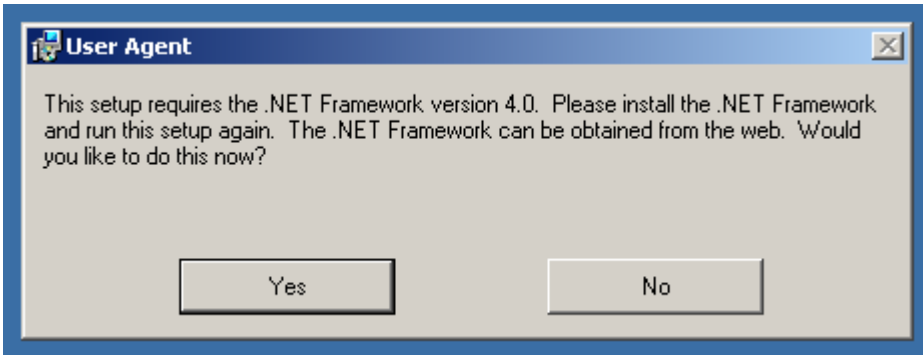 User Agent
This setup requires the .NET Framework version 4.0.  Please install the .NET Framework
and run this setup again.  The .NET Framework can be obtained from the web.  Would
you like to do this now?
Yes
No